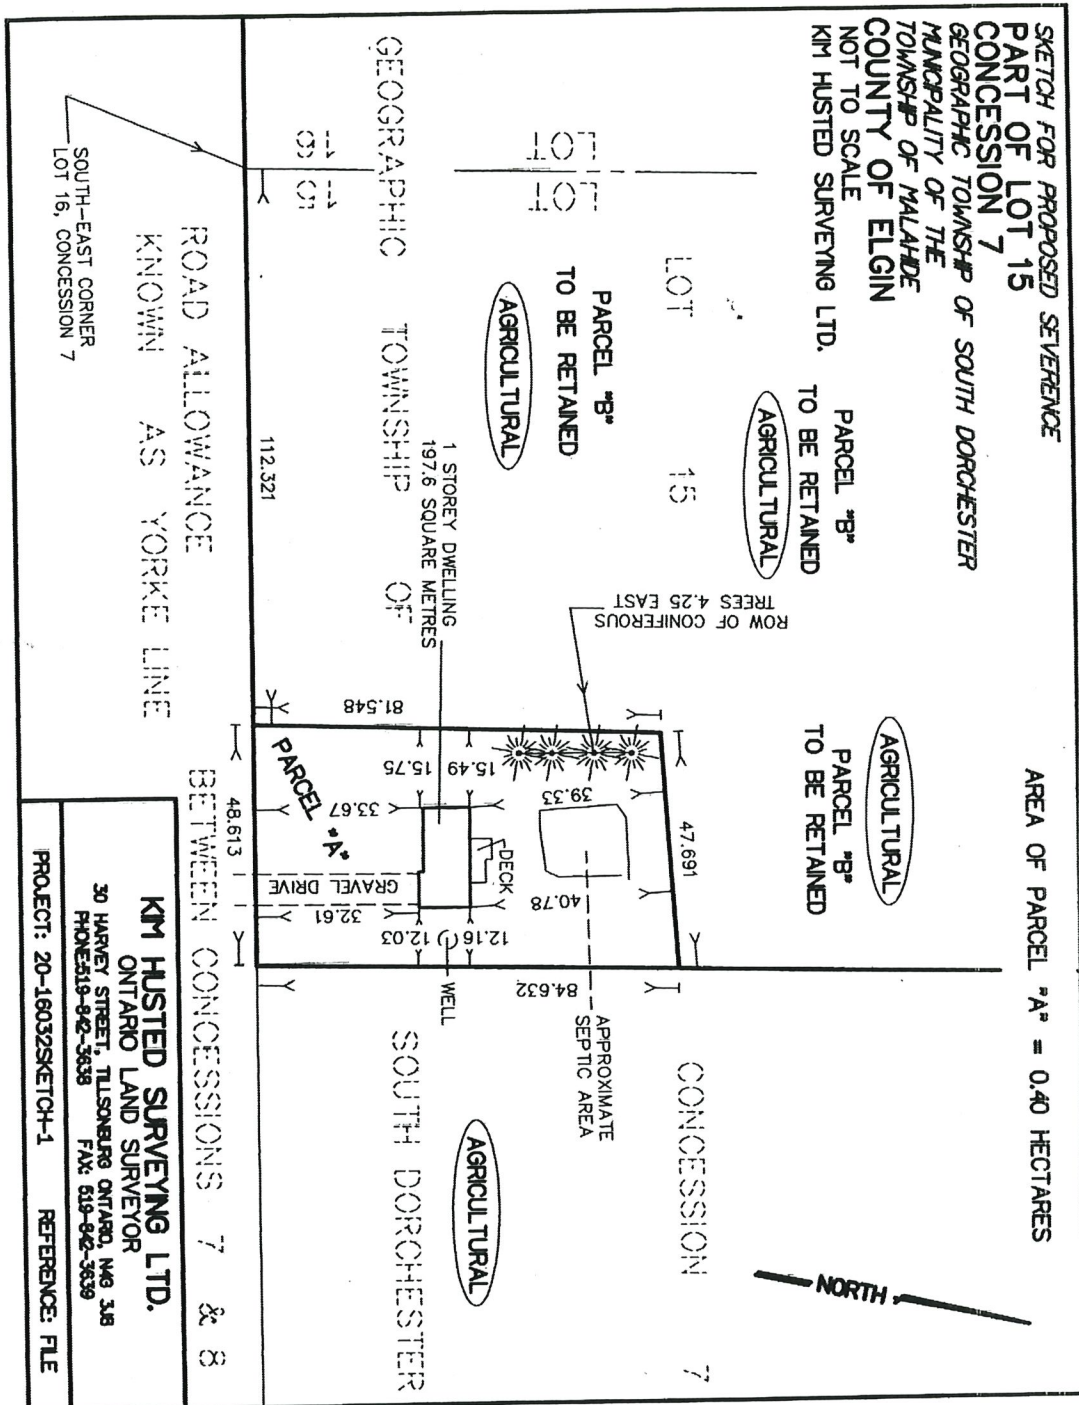 SKETCH FOR PROPOSED SEVERENCE
PART OF LOT 15
CONCESSION 7
GEOGRAPHIC TOWNSHIP OF SOUTH DORCHESTER
MUNICIPALITY OF THE
TOWNSHIP OF MALAHIDE
COUNTY OF ELGIN
NOT TO SCALE
KIM HUSTED SURVEYING LTD.
AREA OF PARCEL "A" = 0.40 HECTARES
NORTH
AGRICULTURAL
PARCEL "B"
TO BE RETAINED
PARCEL "B"
TO BE RETAINED
AGRICULTURAL
LOT 15
CONCESSION 7
LOT
LOT
16
15
PARCEL "B"
TO BE RETAINED
AGRICULTURAL
ROW OF CONIFEROUS
TREES 4.25 EAST
47.691
39.33
40.78
81.548
84.632
APPROXIMATE
SEPTIC AREA
AGRICULTURAL
1 STOREY DWELLING
197.6 SQUARE METRES
DECK
WELL
15.49
15.75
12.16
12.03
33.67
32.61
GRAVEL DRIVE
PARCEL "A"
GEOGRAPHIC TOWNSHIP OF SOUTH DORCHESTER
112.321
48.613
ROAD ALLOWANCE BETWEEN CONCESSIONS 7 & 8
KNOWN AS YORKE LINE
SOUTH-EAST CORNER
LOT 16, CONCESSION 7
KIM HUSTED SURVEYING LTD.
ONTARIO LAND SURVEYOR
30 HARVEY STREET, TILLSONBURG ONTARIO, N4G 3J8
PHONE:519-842-3638 FAX: 519-842-3639
PROJECT: 20-16032SKETCH-1 REFERENCE: FILE